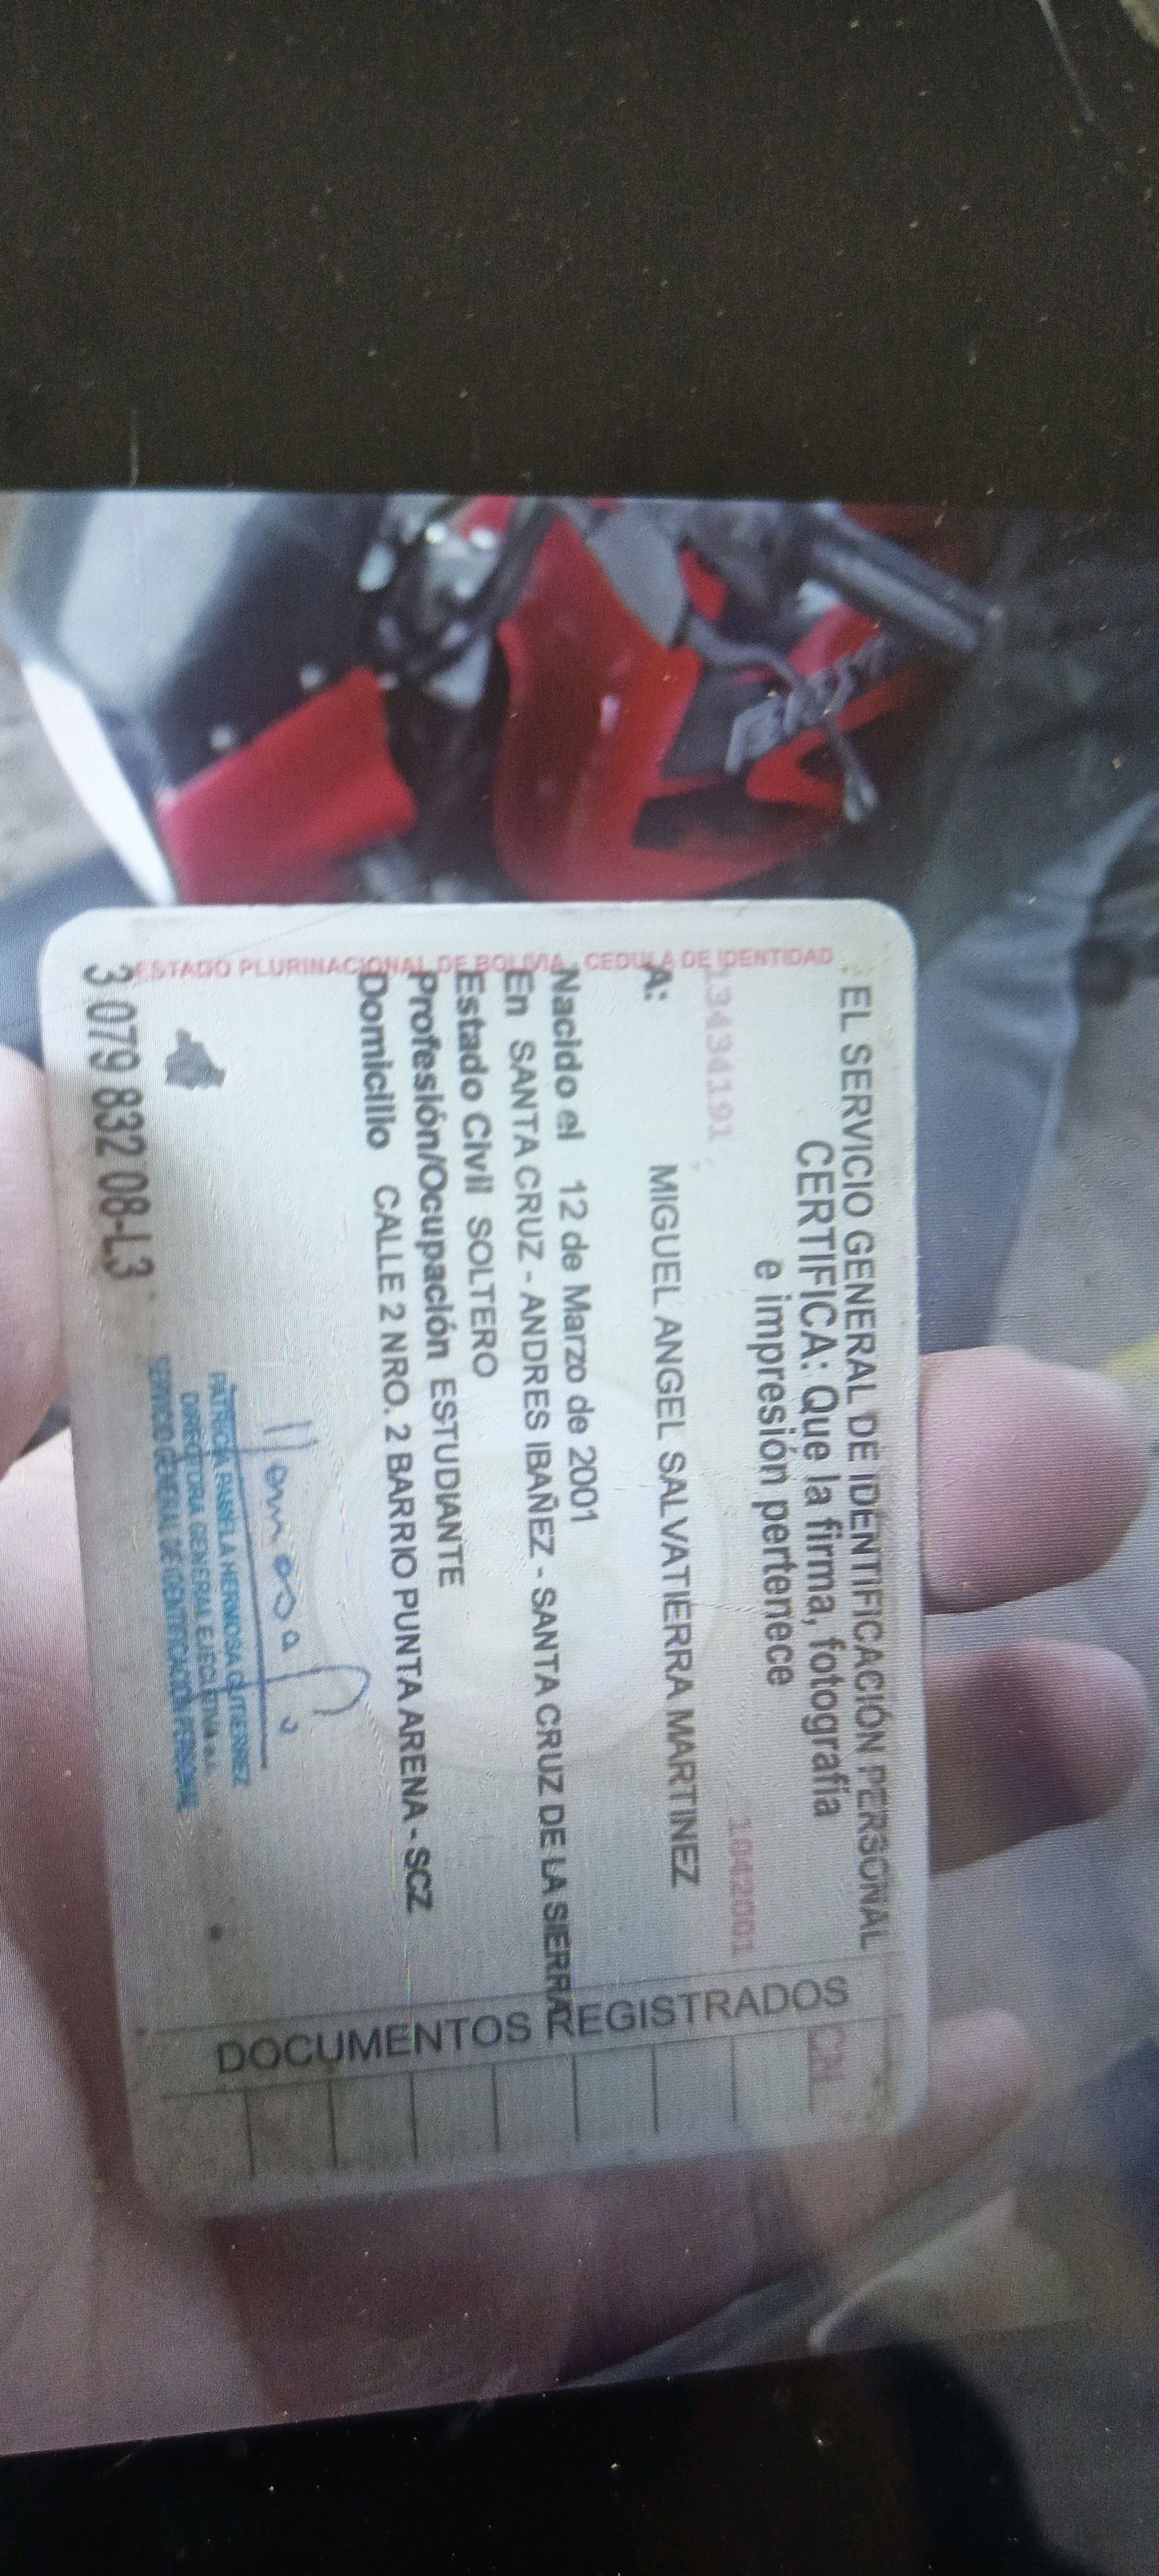 EL SERVICIO GENERAL DE IDENTIFICACIÓN PERSONAL
CERTIFICA: Que la firma, fotografía
e impresión pertenece
13434191
1042001
A: MIGUEL ANGEL SALVATIERRA MARTINEZ
Nacido el 12 de Marzo de 2001
En SANTA CRUZ - ANDRES IBAÑEZ - SANTA CRUZ DE LA SIERRA
Estado Civil SOLTERO
Profesión/Ocupación ESTUDIANTE
Domicilio CALLE 2 NRO. 2 BARRIO PUNTA ARENA - SCZ
PATRICIA PAMELA HERMOSA GUTIERREZ
DIRECTORA GENERAL EJECUTIVA a.i.
SERVICIO GENERAL DE IDENTIFICACIÓN PERSONAL
3 079 832 08-L3
ESTADO PLURINACIONAL DE BOLIVIA - CEDULA DE IDENTIDAD
DOCUMENTOS REGISTRADOS